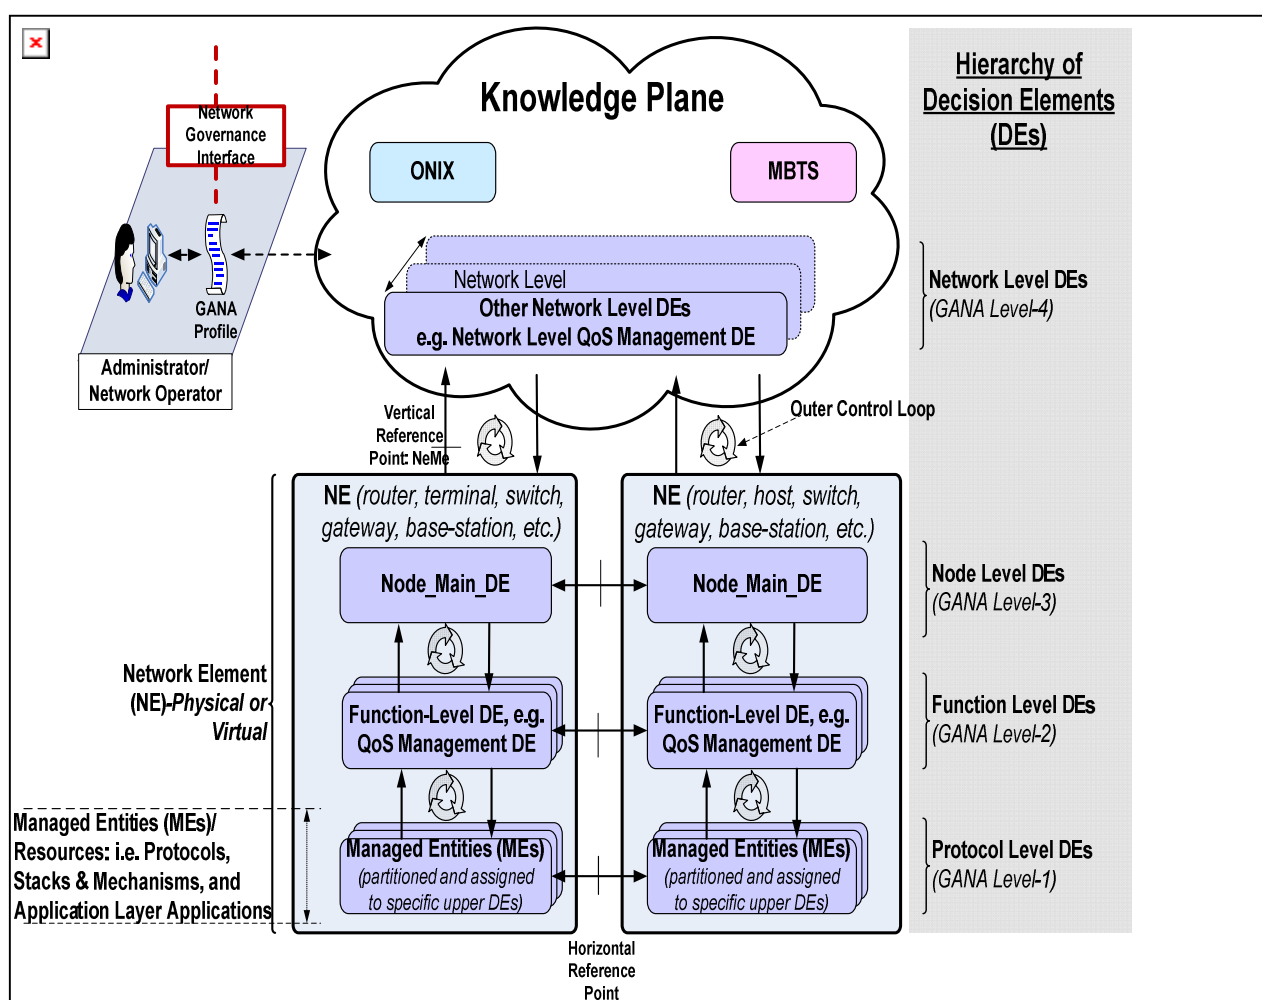 Knowledge Plane
Hierarchy of
Decision Elements
(DEs)
Network
Governance
Interface
ONIX
MBTS
GANA
Profile
Administrator/
Network Operator
Network Level
Other Network Level DEs
e.g. Network Level QoS Management DE
Network Level DEs
(GANA Level-4)
Vertical
Reference
Point: NeMe
Outer Control Loop
NE (router, terminal, switch,
gateway, base-station, etc.)
NE (router, host, switch,
gateway, base-station, etc.)
Node_Main_DE
Node_Main_DE
Node Level DEs
(GANA Level-3)
Network Element
(NE)-Physical or
Virtual
Function-Level DE, e.g.
QoS Management DE
Function-Level DE, e.g.
QoS Management DE
Function Level DEs
(GANA Level-2)
Managed Entities (MEs)/
Resources: i.e. Protocols,
Stacks & Mechanisms, and
Application Layer Applications
Managed Entities (MEs)
(partitioned and assigned
to specific upper DEs)
Managed Entities (MEs)
(partitioned and assigned
to specific upper DEs)
Protocol Level DEs
(GANA Level-1)
Horizontal
Reference
Point